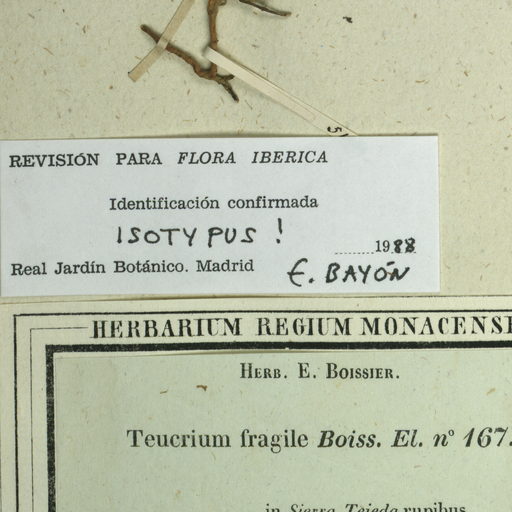 REVISIÓN PARA FLORA IBERICA
Identificación confirmada
ISOTYPUS !
1988
Real Jardín Botánico. Madrid
E. BAYÓN
HERBARIUM REGIUM MONACENSE
HERB. E. BOISSIER.
Teucrium fragile Boiss. El. nº 167.
in Sierra Tejeda rupibus